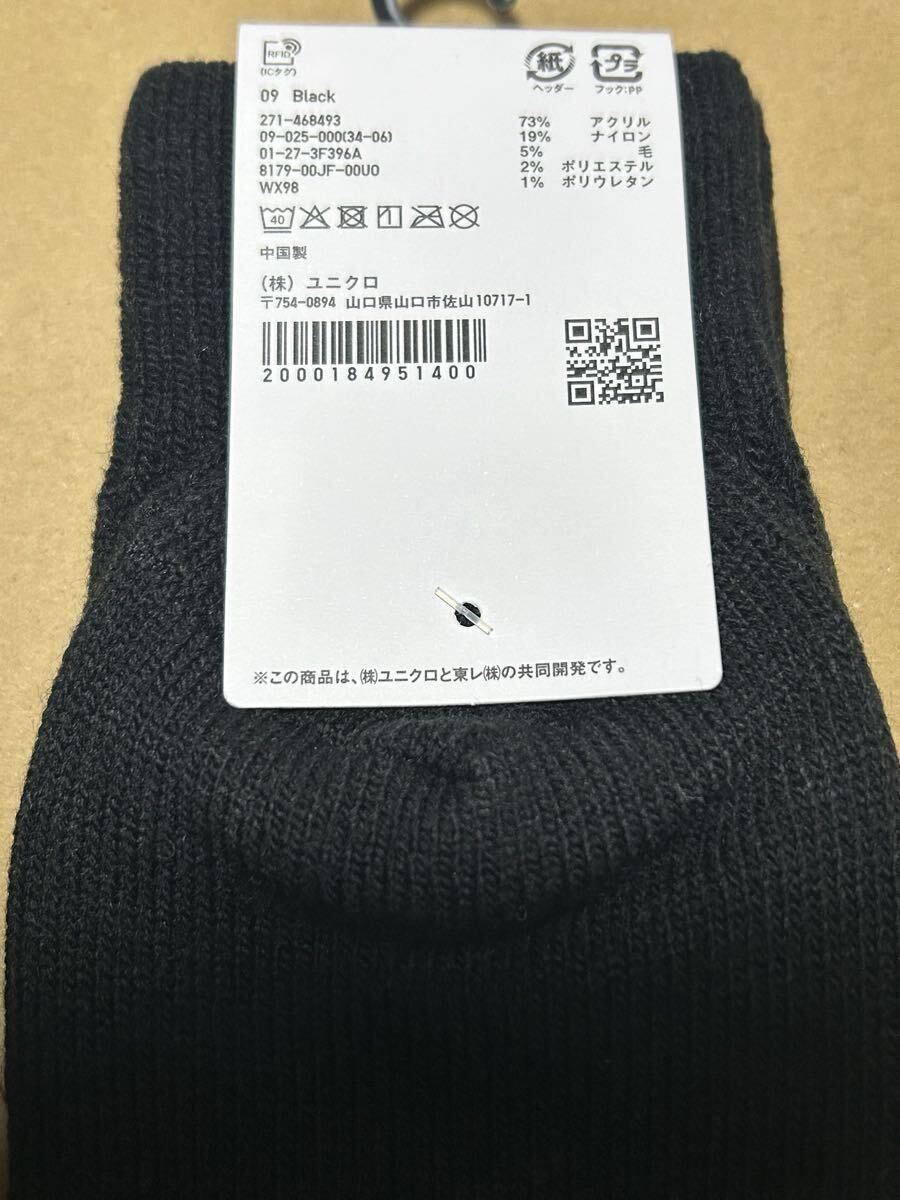 RFID
(ICタグ)
紙
ヘッダー
プラ
フック:PP
09 Black
271-468493
09-025-000(34-06)
01-27-3F396A
8179-00JF-00U0
WX98
73% アクリル
19% ナイロン
5% 毛
2% ポリエステル
1% ポリウレタン
40
中国製
(株) ユニクロ
〒754-0894 山口県山口市佐山10717-1
2000184951400
※この商品は、㈱ユニクロと東レ㈱の共同開発です。